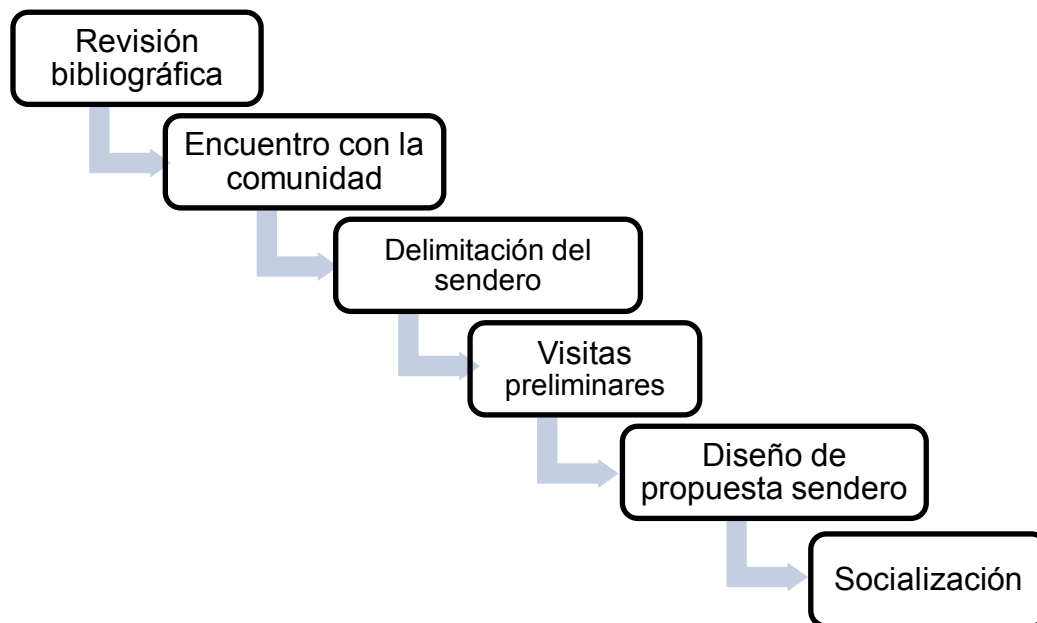 Revisión
bibliográfica
Encuentro con la
comunidad
Delimitación del
sendero
Visitas
preliminares
Diseño de
propuesta sendero
Socialización